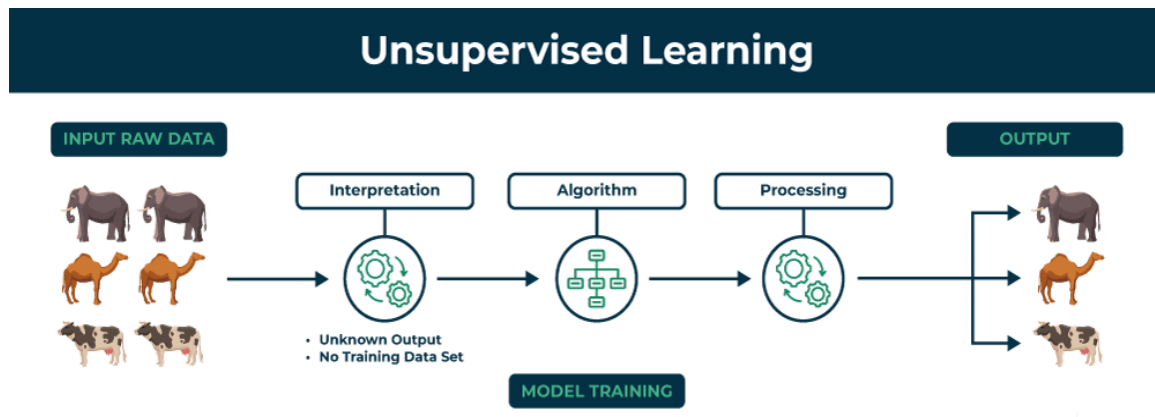 Unsupervised Learning
INPUT RAW DATA
OUTPUT
Interpretation
Algorithm
Processing
• Unknown Output
• No Training Data Set
MODEL TRAINING